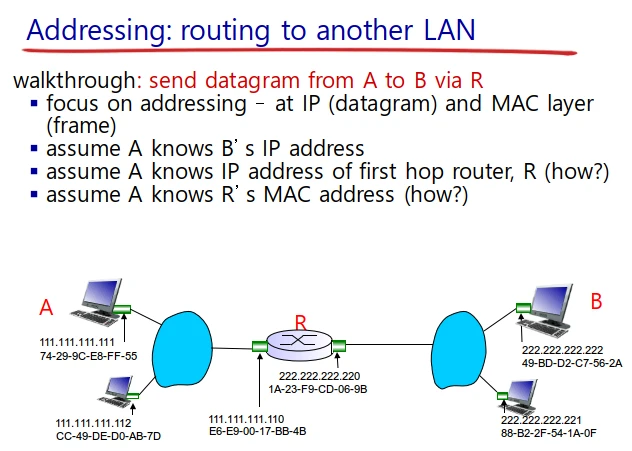 Addressing: routing to another LAN
walkthrough: send datagram from A to B via R
▪ focus on addressing – at IP (datagram) and MAC layer
(frame)
▪ assume A knows B’s IP address
▪ assume A knows IP address of first hop router, R (how?)
▪ assume A knows R’s MAC address (how?)
A
B
R
111.111.111.111
74-29-9C-E8-FF-55
222.222.222.222
49-BD-D2-C7-56-2A
222.222.222.220
1A-23-F9-CD-06-9B
111.111.111.112
CC-49-DE-D0-AB-7D
111.111.111.110
E6-E9-00-17-BB-4B
222.222.222.221
88-B2-2F-54-1A-0F